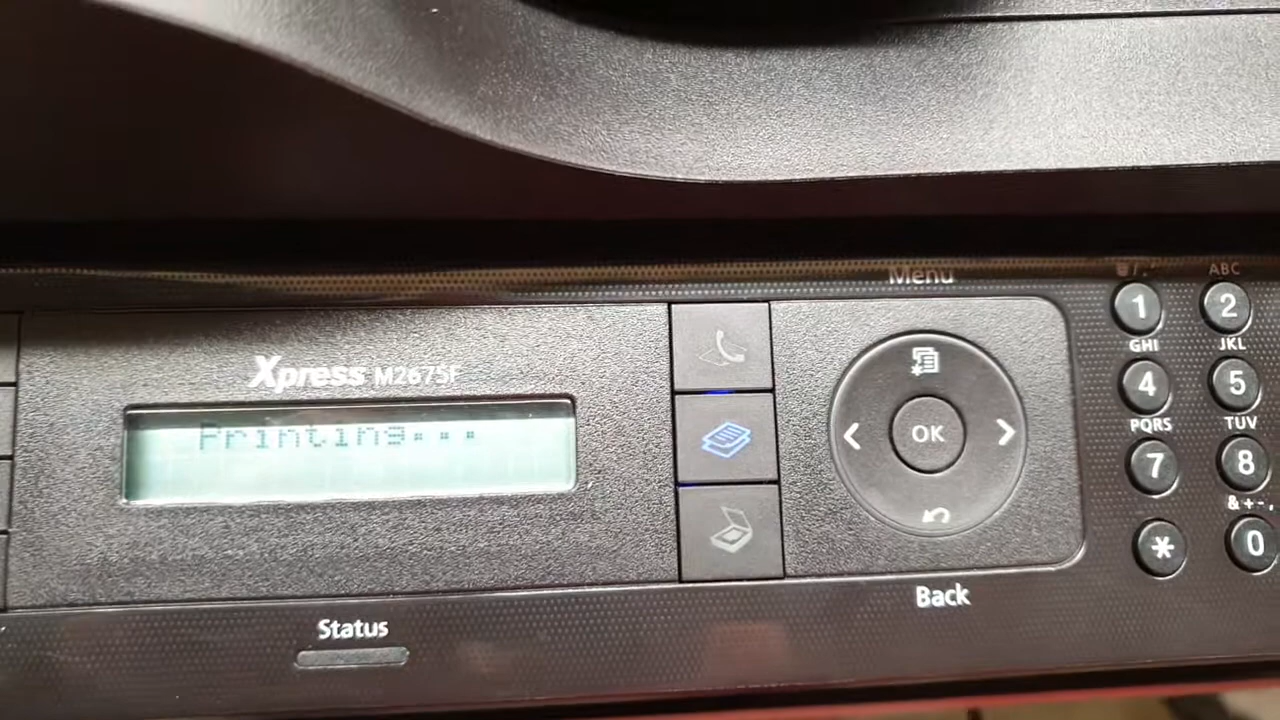 Menu
ABC
1
2
Xpress M2675F
GHI
JKL
4
5
Printing...
OK
PQRS
TUV
7
8
&+-,
*
0
Back
Status